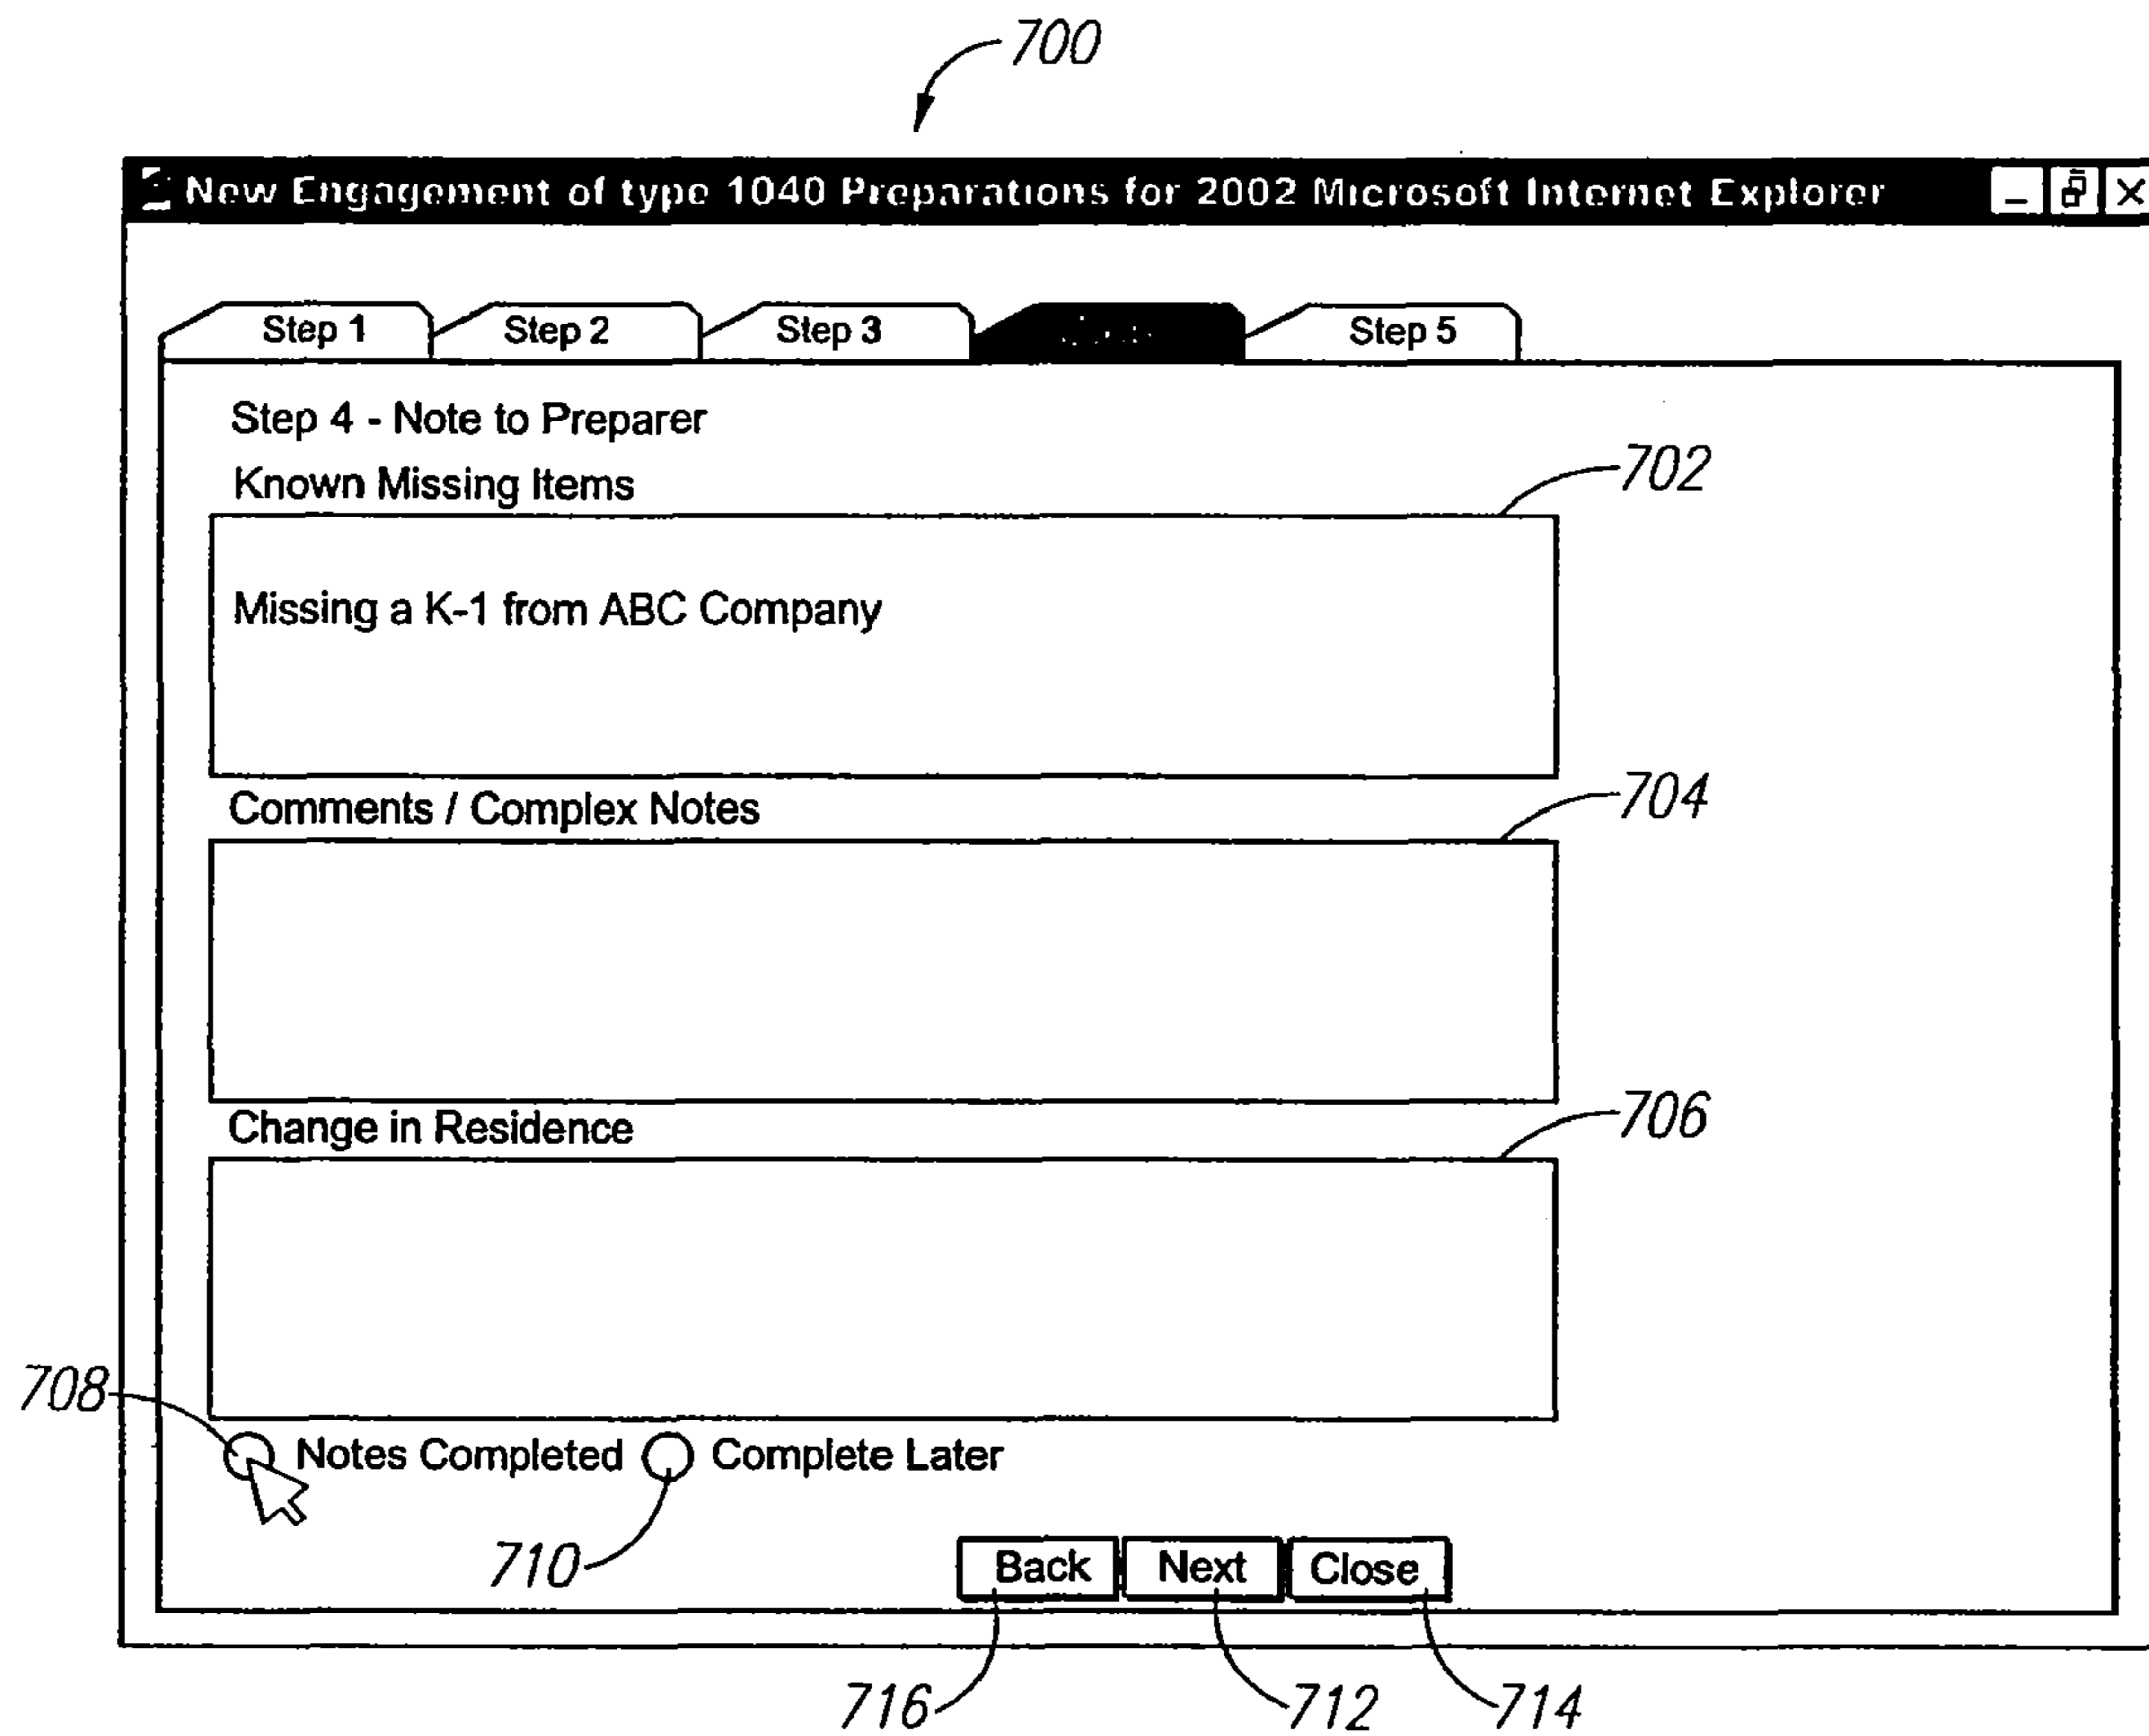 700
New Engagement of type 1040 Preparations for 2002 Microsoft Internet Explorer
Step 1 Step 2 Step 3 Step 5
Step 4 - Note to Preparer
Known Missing Items
702
Missing a K-1 from ABC Company
Comments / Complex Notes
704
Change in Residence
706
708
Notes Completed Complete Later
710
Back Next Close
716 712 714